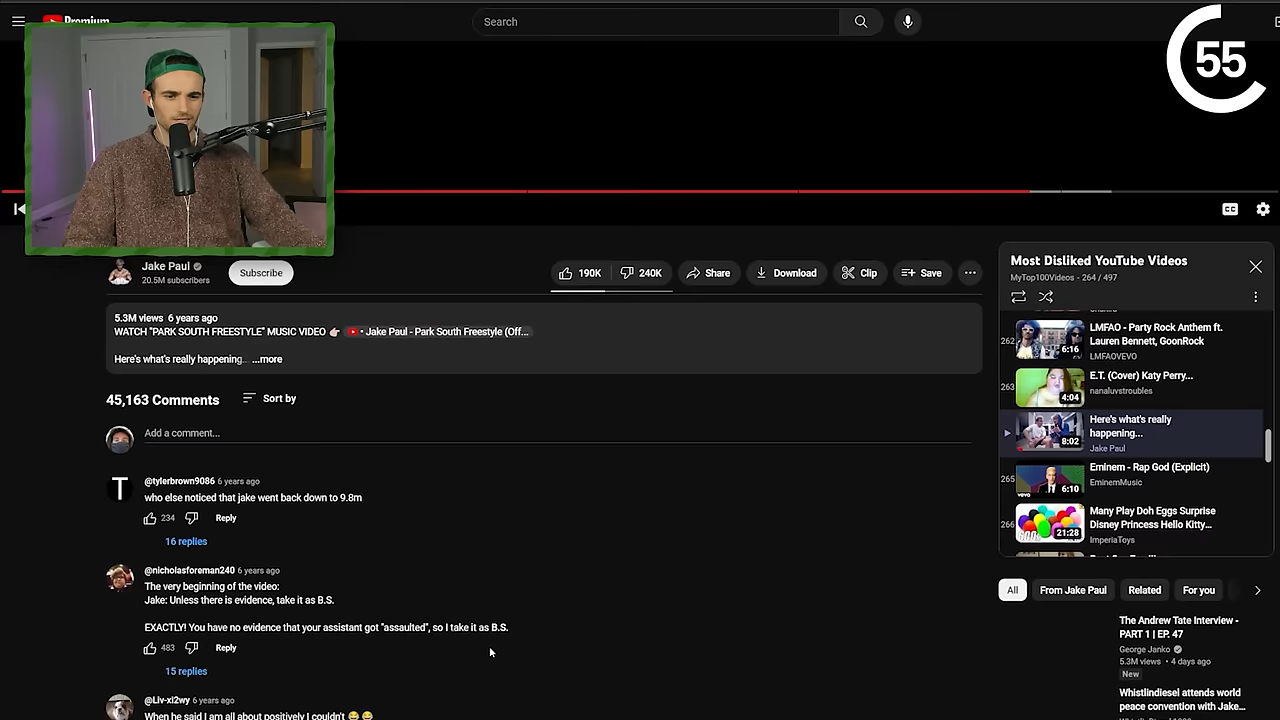 Premium
Search
55
Jake Paul
20.5M subscribers
Subscribe
190K
240K
Share
Download
Clip
Save
5.3M views 6 years ago
WATCH "PARK SOUTH FREESTYLE" MUSIC VIDEO 👉🏻 • Jake Paul - Park South Freestyle (Off...
Here's what's really happening... ...more
45,163 Comments
Sort by
Add a comment...
T
@tylerbrown9086 6 years ago
who else noticed that jake went back down to 9.8m
234
Reply
16 replies
@nicholasforeman240 6 years ago
The very beginning of the video:
Jake: Unless there is evidence, take it as B.S.
EXACTLY! You have no evidence that your assistant got "assaulted", so I take it as B.S.
483
Reply
15 replies
@Liv-xl2wy 6 years ago
When he said I am all about positively I couldn't 😂😂
CC
Most Disliked YouTube Videos
MyTop100Videos - 264 / 497
262
6:16
LMFAO - Party Rock Anthem ft.
Lauren Bennett, GoonRock
LMFAOVEVO
263
4:04
E.T. (Cover) Katy Perry...
nanaluvstroubles
8:02
Here's what's really
happening...
Jake Paul
265
6:10
Eminem - Rap God (Explicit)
EminemMusic
266
21:28
Many Play Doh Eggs Surprise
Disney Princess Hello Kitty...
ImperiaToys
All
From Jake Paul
Related
For you
The Andrew Tate Interview -
PART 1 | EP. 47
George Janko
5.3M views • 4 days ago
New
Whistlindiesel attends world
peace convention with Jake...